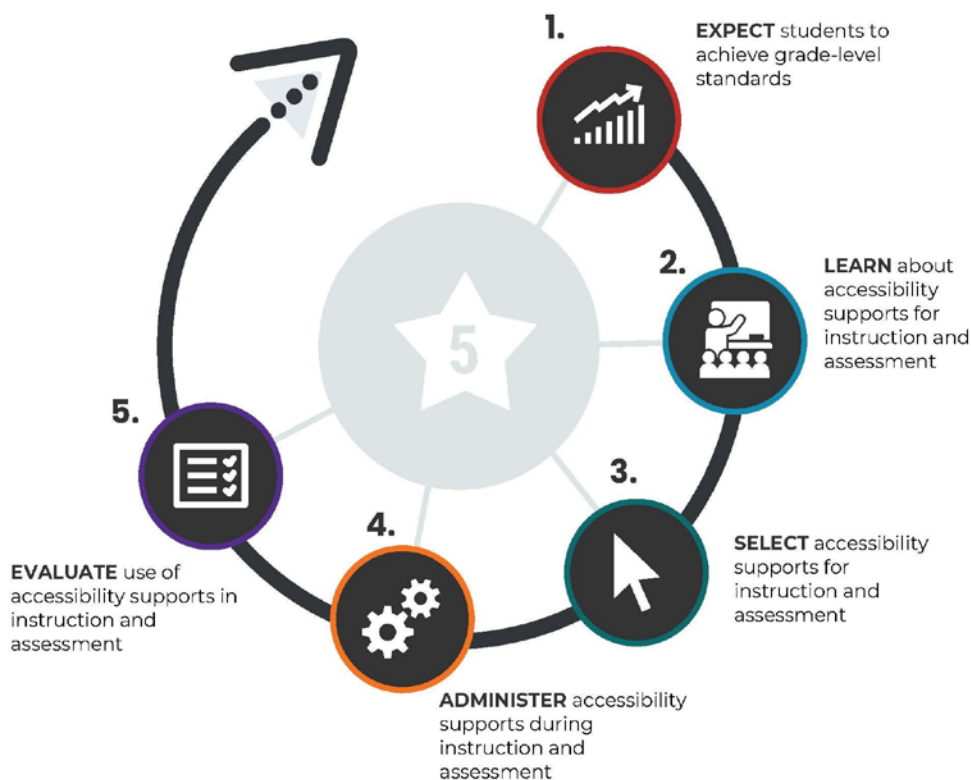 1.
EXPECT students to
achieve grade-level
standards
2.
LEARN about
accessibility
supports for
instruction and
assessment
3.
SELECT accessibility
supports for
instruction and
assessment
4.
ADMINISTER accessibility
supports during
instruction and
assessment
5.
EVALUATE use of
accessibility supports in
instruction and
assessment
5